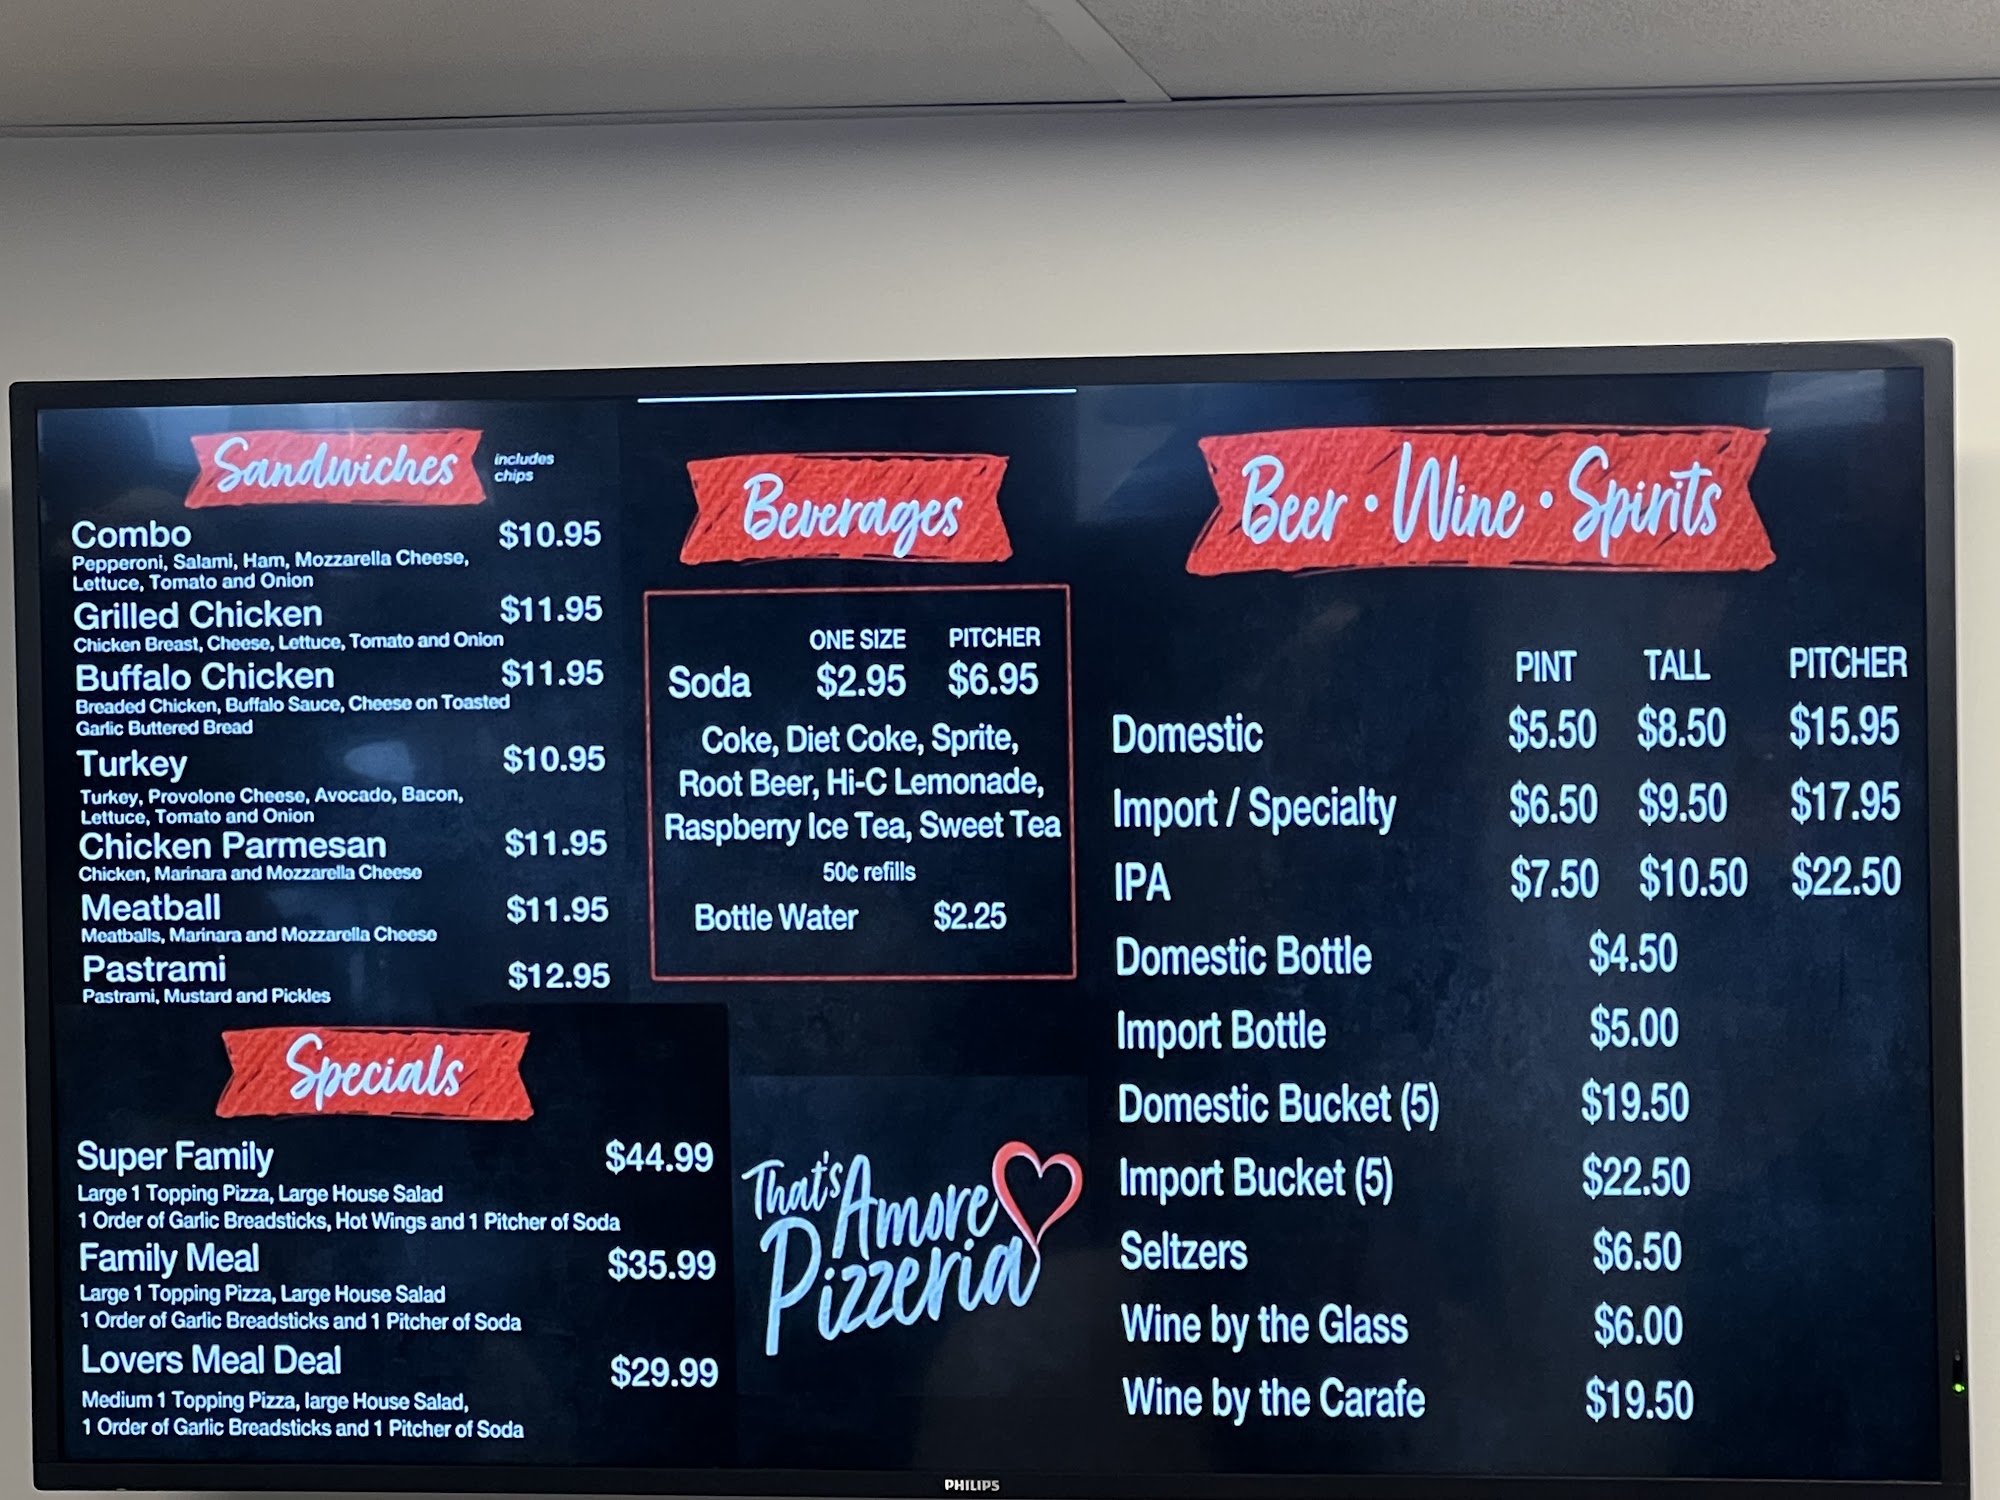 Sandwiches
includes
chips
Combo $10.95
Pepperoni, Salami, Ham, Mozzarella Cheese,
Lettuce, Tomato and Onion
Grilled Chicken $11.95
Chicken Breast, Cheese, Lettuce, Tomato and Onion
Buffalo Chicken $11.95
Breaded Chicken, Buffalo Sauce, Cheese on Toasted
Garlic Buttered Bread
Turkey $10.95
Turkey, Provolone Cheese, Avocado, Bacon,
Lettuce, Tomato and Onion
Chicken Parmesan $11.95
Chicken, Marinara and Mozzarella Cheese
Meatball $11.95
Meatballs, Marinara and Mozzarella Cheese
Pastrami $12.95
Pastrami, Mustard and Pickles
Specials
Super Family $44.99
Large 1 Topping Pizza, Large House Salad
1 Order of Garlic Breadsticks, Hot Wings and 1 Pitcher of Soda
Family Meal $35.99
Large 1 Topping Pizza, Large House Salad
1 Order of Garlic Breadsticks and 1 Pitcher of Soda
Lovers Meal Deal $29.99
Medium 1 Topping Pizza, large House Salad,
1 Order of Garlic Breadsticks and 1 Pitcher of Soda
Beverages
ONE SIZE PITCHER
Soda $2.95 $6.95
Coke, Diet Coke, Sprite,
Root Beer, Hi-C Lemonade,
Raspberry Ice Tea, Sweet Tea
50¢ refills
Bottle Water $2.25
That's Amore
Pizzeria
Beer • Wine • Spirits
PINT TALL PITCHER
Domestic $5.50 $8.50 $15.95
Import / Specialty $6.50 $9.50 $17.95
IPA $7.50 $10.50 $22.50
Domestic Bottle $4.50
Import Bottle $5.00
Domestic Bucket (5) $19.50
Import Bucket (5) $22.50
Seltzers $6.50
Wine by the Glass $6.00
Wine by the Carafe $19.50
PHILIPS